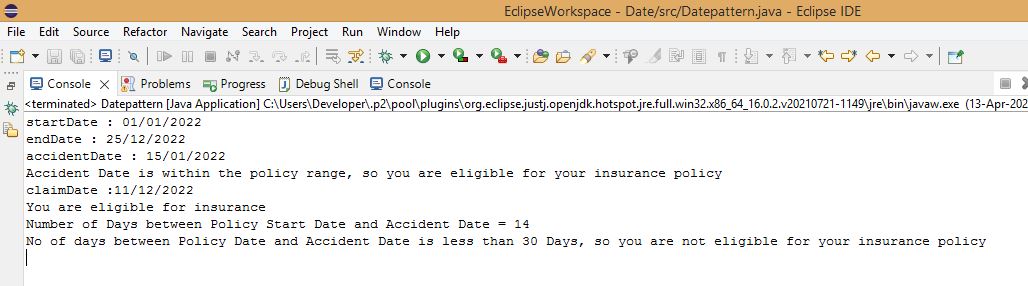 EclipseWorkspace - Date/src/Datepattern.java - Eclipse IDE
File Edit Source Refactor Navigate Search Project Run Window Help
Console Problems Progress Debug Shell Console
<terminated> Datepattern [Java Application] C:\Users\Developer\.p2\pool\plugins\org.eclipse.justj.openjdk.hotspot.jre.full.win32.x86_64_16.0.2.v20210721-1149\jre\bin\javaw.exe (13-Apr-202
startDate : 01/01/2022
endDate : 25/12/2022
accidentDate : 15/01/2022
Accident Date is within the policy range, so you are eligible for your insurance policy
claimDate :11/12/2022
You are eligible for insurance
Number of Days between Policy Start Date and Accident Date = 14
No of days between Policy Date and Accident Date is less than 30 Days, so you are not eligible for your insurance policy